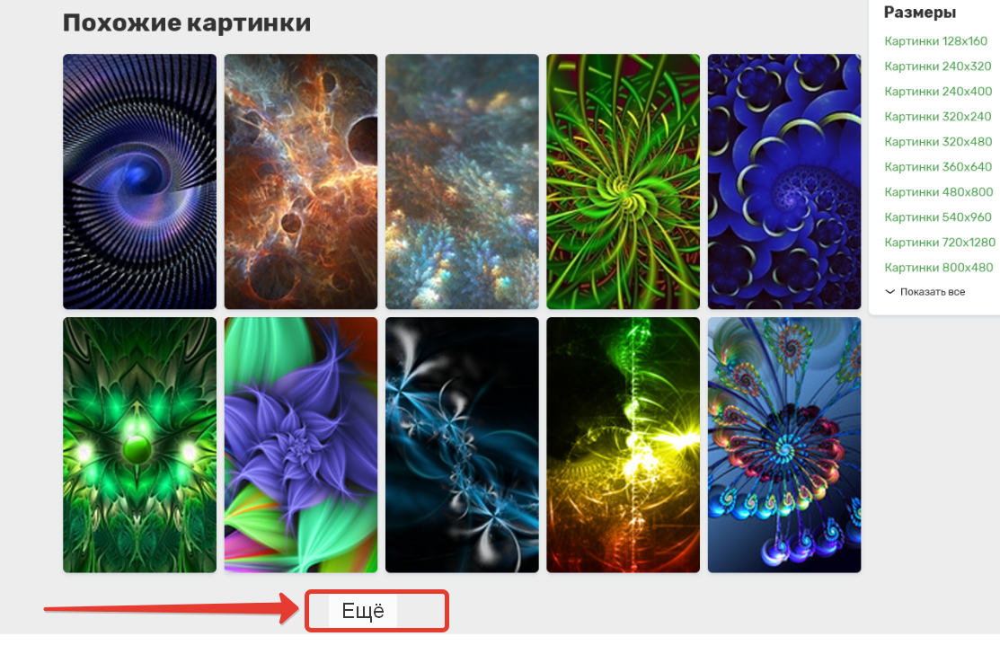 Похожие картинки
Размеры
Картинки 128x160
Картинки 240x320
Картинки 240x400
Картинки 320x240
Картинки 320x480
Картинки 360x640
Картинки 480x800
Картинки 540x960
Картинки 720x1280
Картинки 800x480
Показать все
Ещё